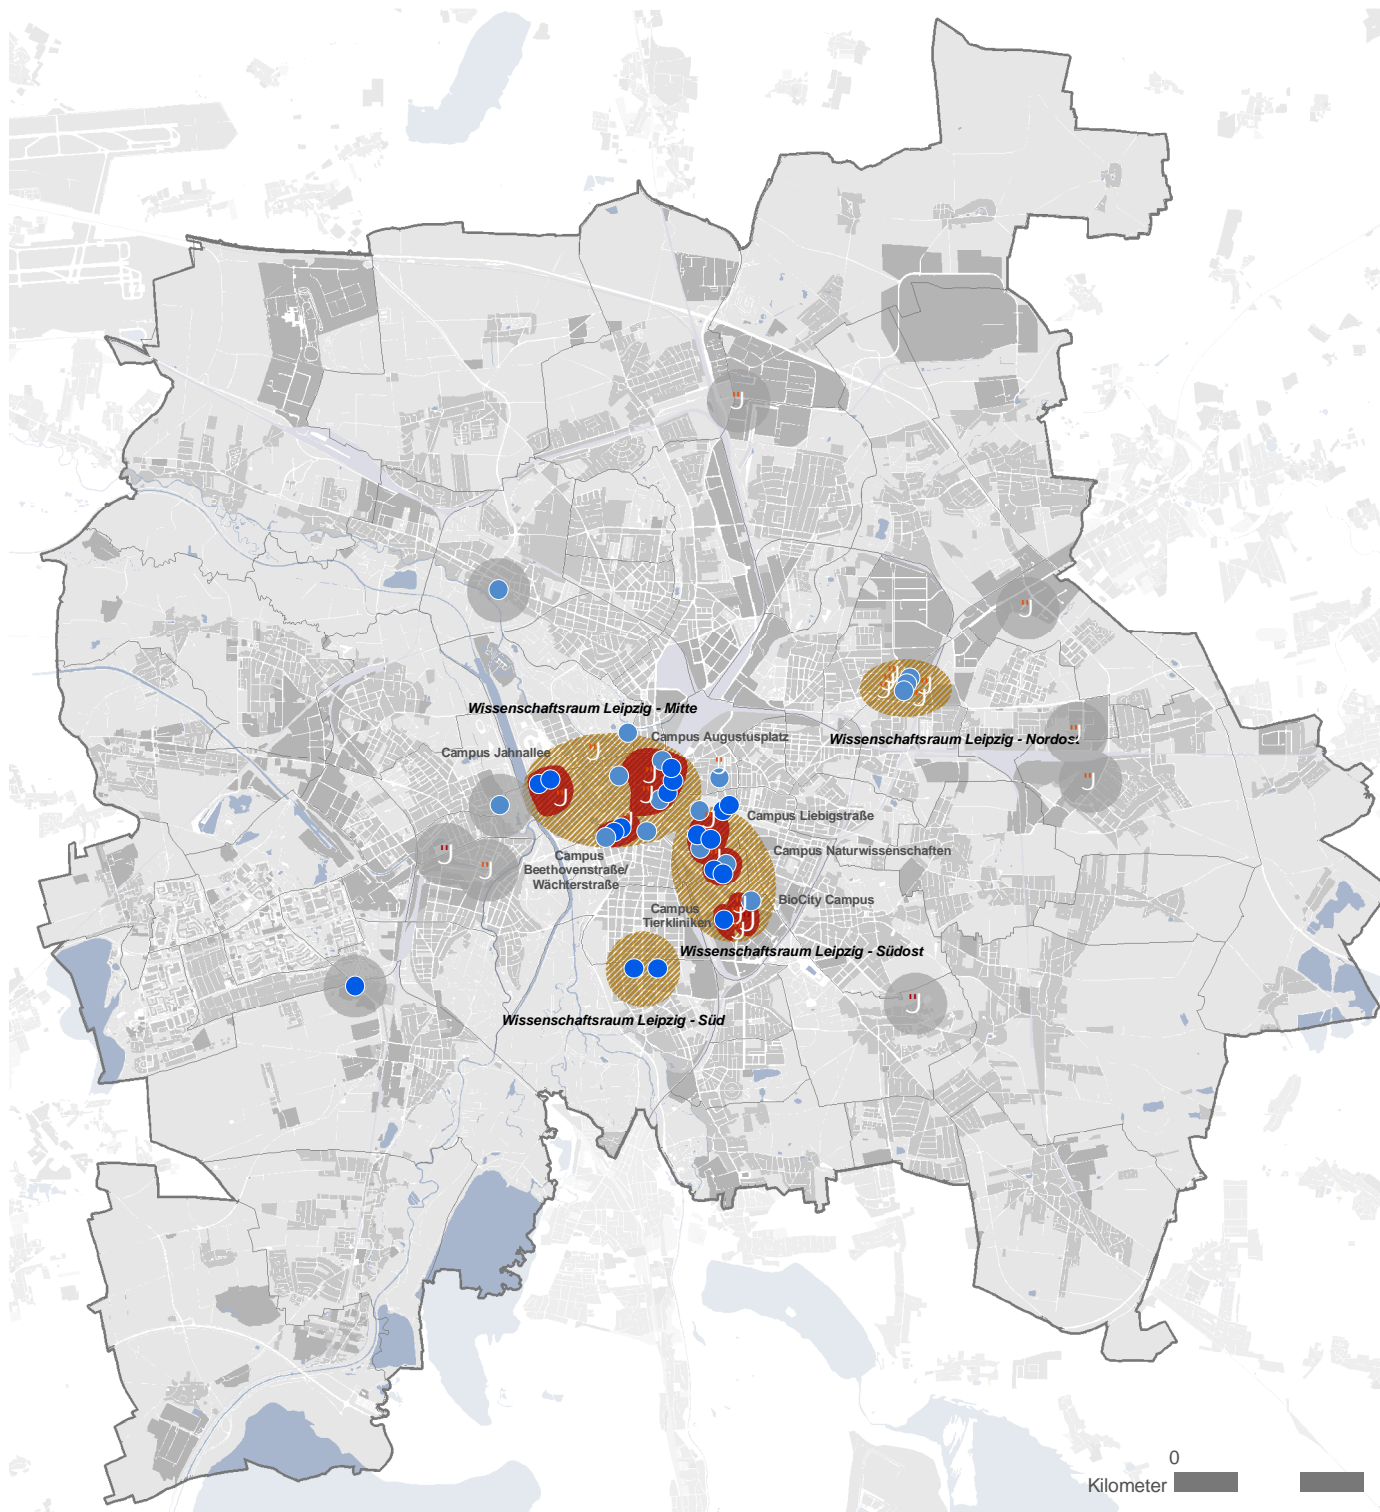 Wissenschaftsraum Leipzig - Mitte
Campus Augustusplatz
Campus Jahnallee
Wissenschaftsraum Leipzig - Nordost
Campus Liebigstraße
Campus Naturwissenschaften
Campus
Beethovenstraße/
Wächterstraße
BioCity Campus
Campus
Tierkliniken
Wissenschaftsraum Leipzig - Südost
Wissenschaftsraum Leipzig - Süd
0
Kilometer